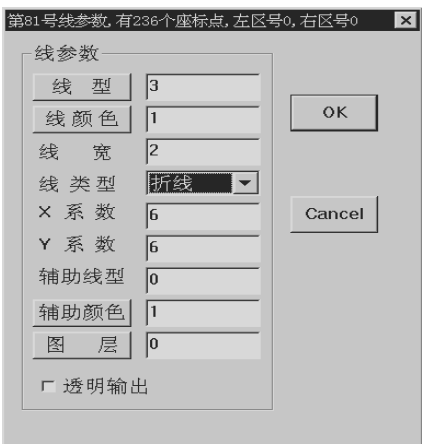 第81号线参数,有236个座标点,左区号0,右区号0
线参数
线 型 3
线颜色 1
线 宽 2
线类型 折线
X 系 数 6
Y 系 数 6
辅助线型 0
辅助颜色 1
图 层 0
透明输出
OK
Cancel